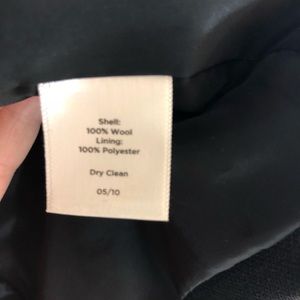 Shell:
100% Wool
Lining:
100% Polyester
Dry Clean
05/10